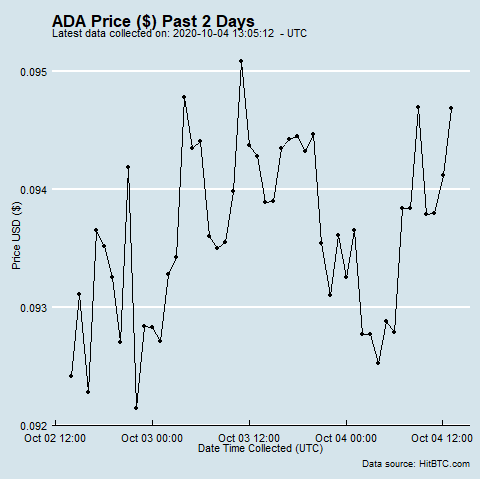 ADA Price ($) Past 2 Days
Latest data collected on: 2020-10-04 13:05:12 - UTC
0.095
0.094
0.093
0.092
Price USD ($)
Oct 02 12:00 Oct 03 00:00 Oct 03 12:00 Oct 04 00:00 Oct 04 12:00
Date Time Collected (UTC)
Data source: HitBTC.com